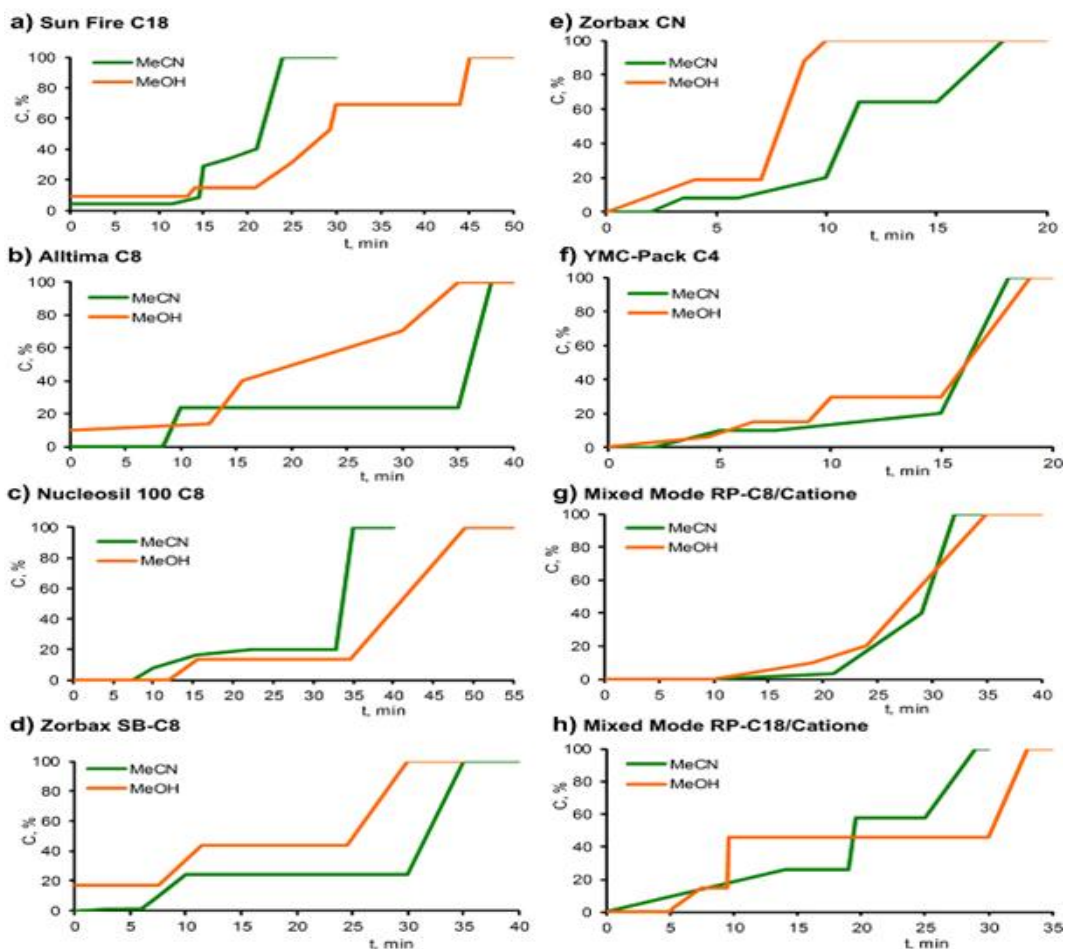 a) Sun Fire C18
C, %
100
80
60
40
20
0
MeCN
MeOH
0 5 10 15 20 25 30 35 40 45 50
t, min
b) Alltima C8
C, %
100
80
60
40
20
0
MeCN
MeOH
0 5 10 15 20 25 30 35 40
t, min
c) Nucleosil 100 C8
C, %
100
80
60
40
20
0
MeCN
MeOH
0 5 10 15 20 25 30 35 40 45 50 55
t, min
d) Zorbax SB-C8
C, %
100
80
60
40
20
0
MeCN
MeOH
0 5 10 15 20 25 30 35 40
t, min
e) Zorbax CN
C, %
100
80
60
40
20
0
MeCN
MeOH
0 5 10 15 20
t, min
f) YMC-Pack C4
C, %
100
80
60
40
20
0
MeCN
MeOH
0 5 10 15 20
t, min
g) Mixed Mode RP-C8/Catione
C, %
100
80
60
40
20
0
MeCN
MeOH
0 5 10 15 20 25 30 35 40
t, min
h) Mixed Mode RP-C18/Catione
C, %
100
80
60
40
20
0
MeCN
MeOH
0 5 10 15 20 25 30 35
t, min